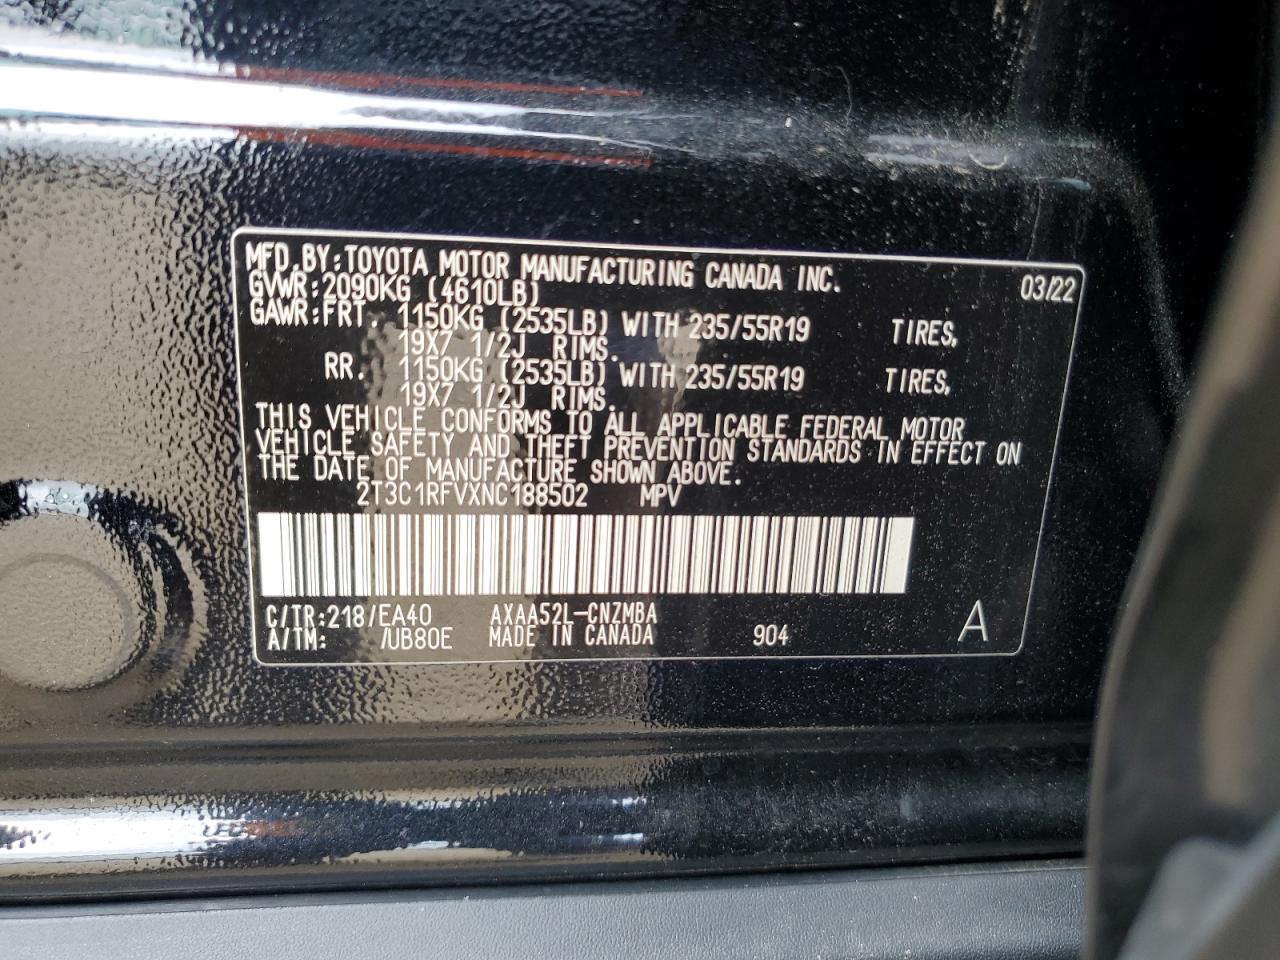 MFD.BY:TOYOTA MOTOR MANUFACTURING CANADA INC. 03/22
GVWR:2090KG (4610LB)
GAWR:FRT. 1150KG (2535LB) WITH 235/55R19 TIRES,
19X7 1/2J RIMS.
RR. 1150KG (2535LB) WITH 235/55R19 TIRES,
19X7 1/2J RIMS.
THIS VEHICLE CONFORMS TO ALL APPLICABLE FEDERAL MOTOR
VEHICLE SAFETY AND THEFT PREVENTION STANDARDS IN EFFECT ON
THE DATE OF MANUFACTURE SHOWN ABOVE.
2T3C1RFVXNC188502 MPV
C/TR:218/EA40 AXAA52L-CNZMBA
A/TM: /UB80E MADE IN CANADA 904 A